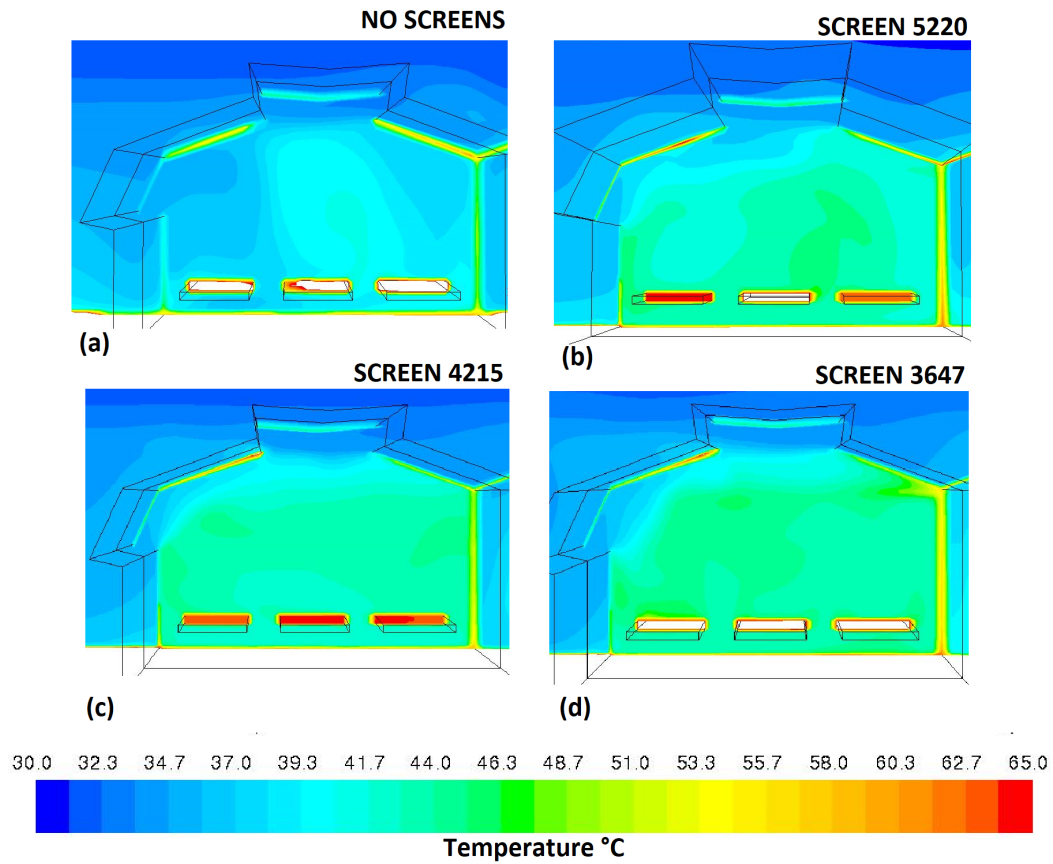 NO SCREENS
SCREEN 5220
(a)
(b)
SCREEN 4215
SCREEN 3647
(c)
(d)
30.0 32.3 34.7 37.0 39.3 41.7 44.0 46.3 48.7 51.0 53.3 55.7 58.0 60.3 62.7 65.0
Temperature °C